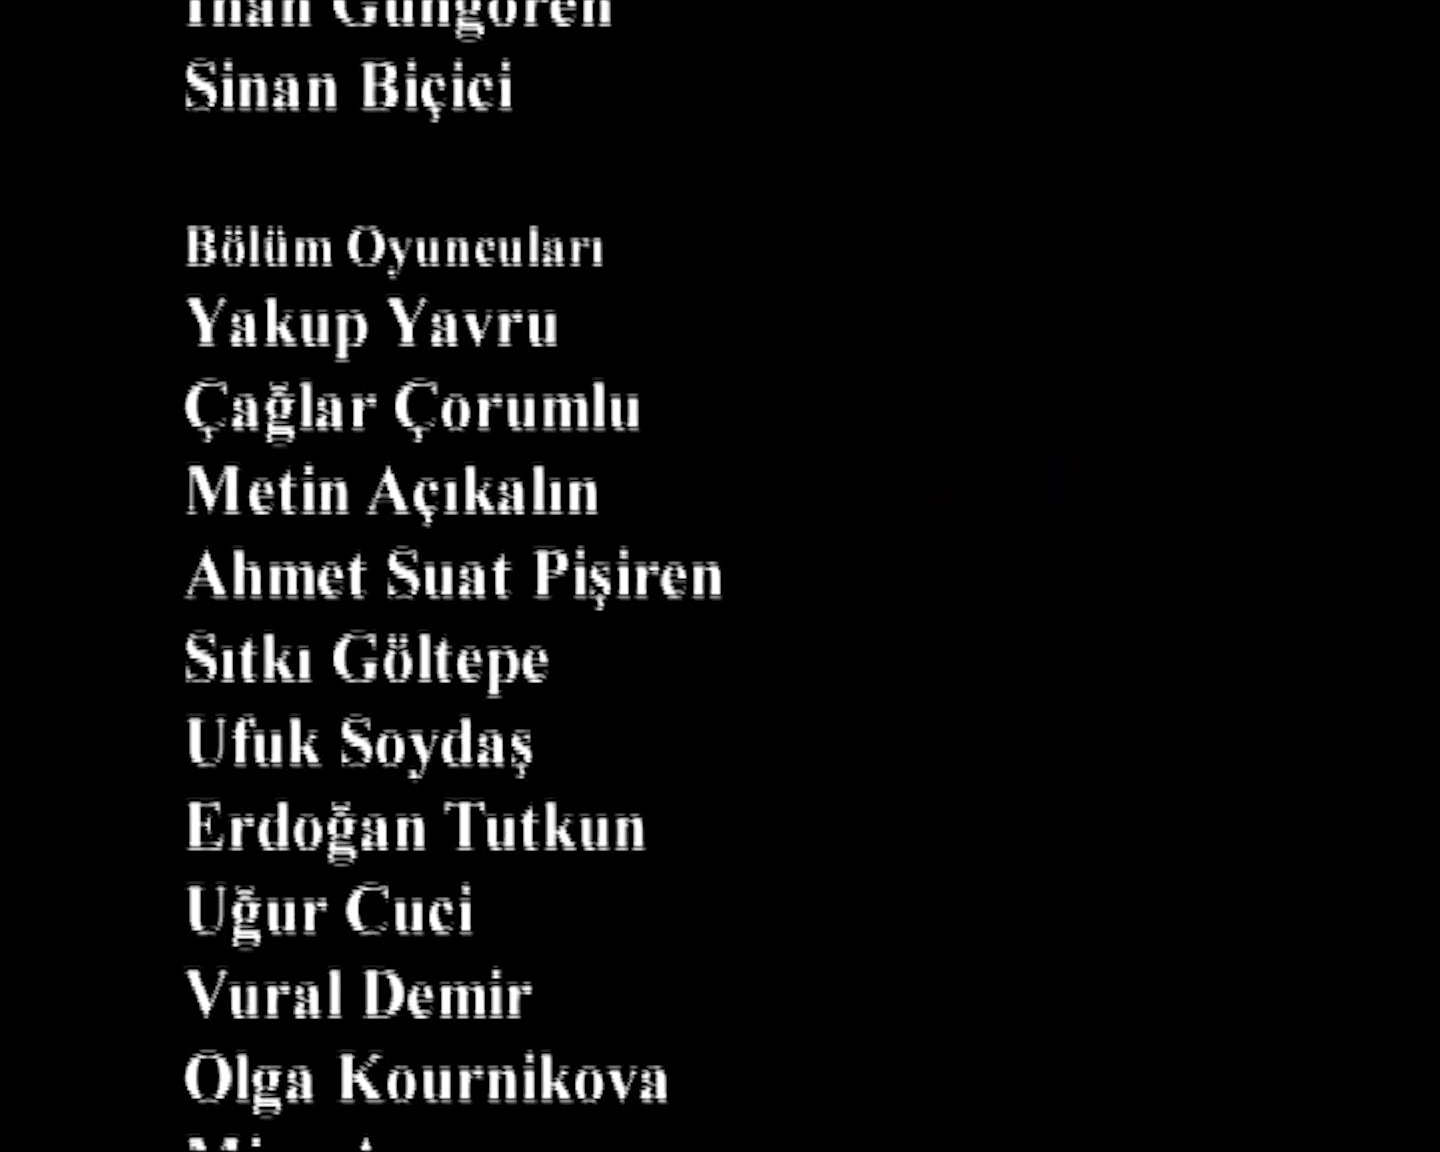 Sinan Biçici
Bölüm Oyuncuları
Yakup Yavru
Çağlar Çorumlu
Metin Açıkalın
Ahmet Suat Pişiren
Sıtkı Göltepe
Ufuk Soydaş
Erdoğan Tutkun
Uğur Cuci
Vural Demir
Olga Kournikova